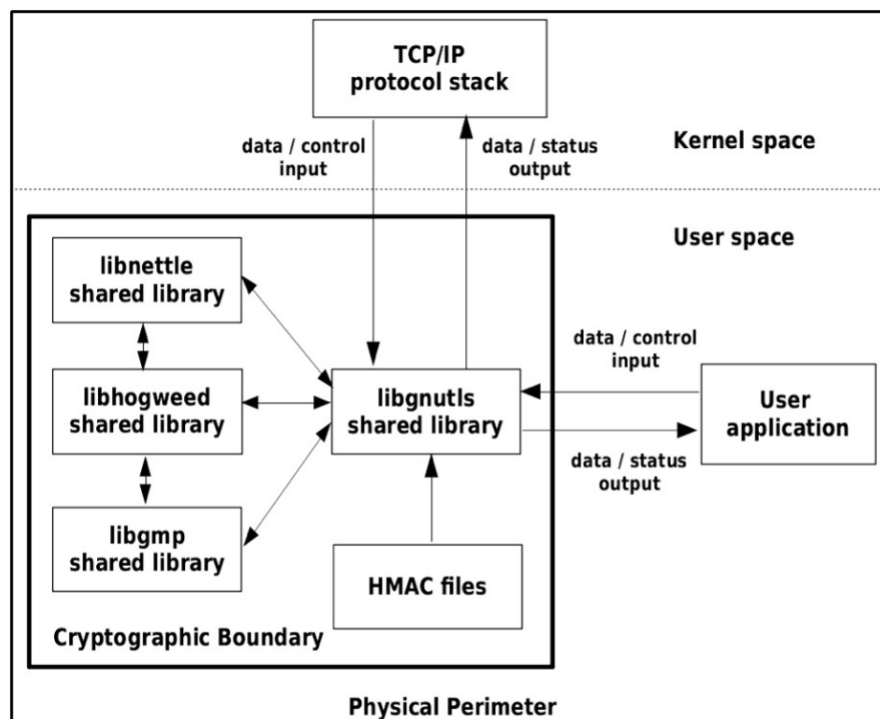 TCP/IP
protocol stack
data / control
input
data / status
output
Kernel space
User space
libnettle
shared library
libhogweed
shared library
libgmp
shared library
libgnutls
shared library
HMAC files
data / control
input
User
application
data / status
output
Cryptographic Boundary
Physical Perimeter